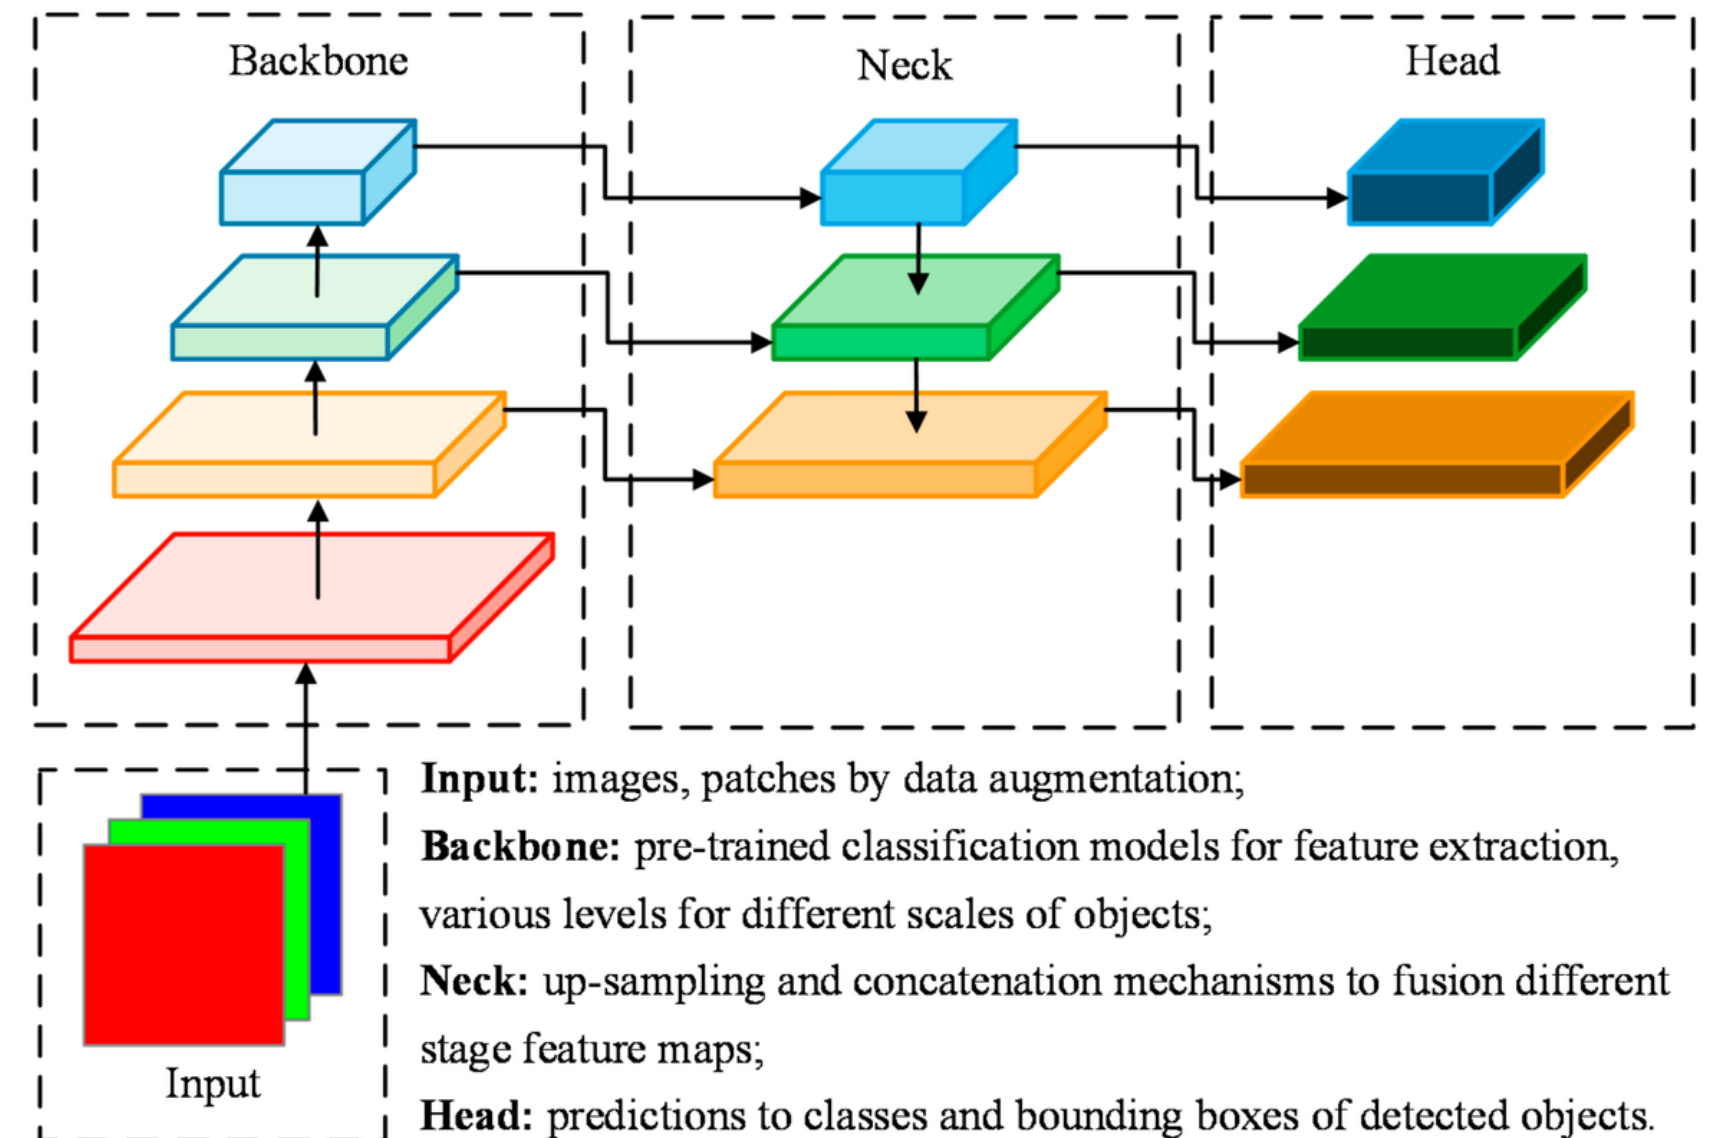 Backbone
Neck
Head
Input: images, patches by data augmentation;
Backbone: pre-trained classification models for feature extraction,
various levels for different scales of objects;
Neck: up-sampling and concatenation mechanisms to fusion different
stage feature maps;
Head: predictions to classes and bounding boxes of detected objects.
Input